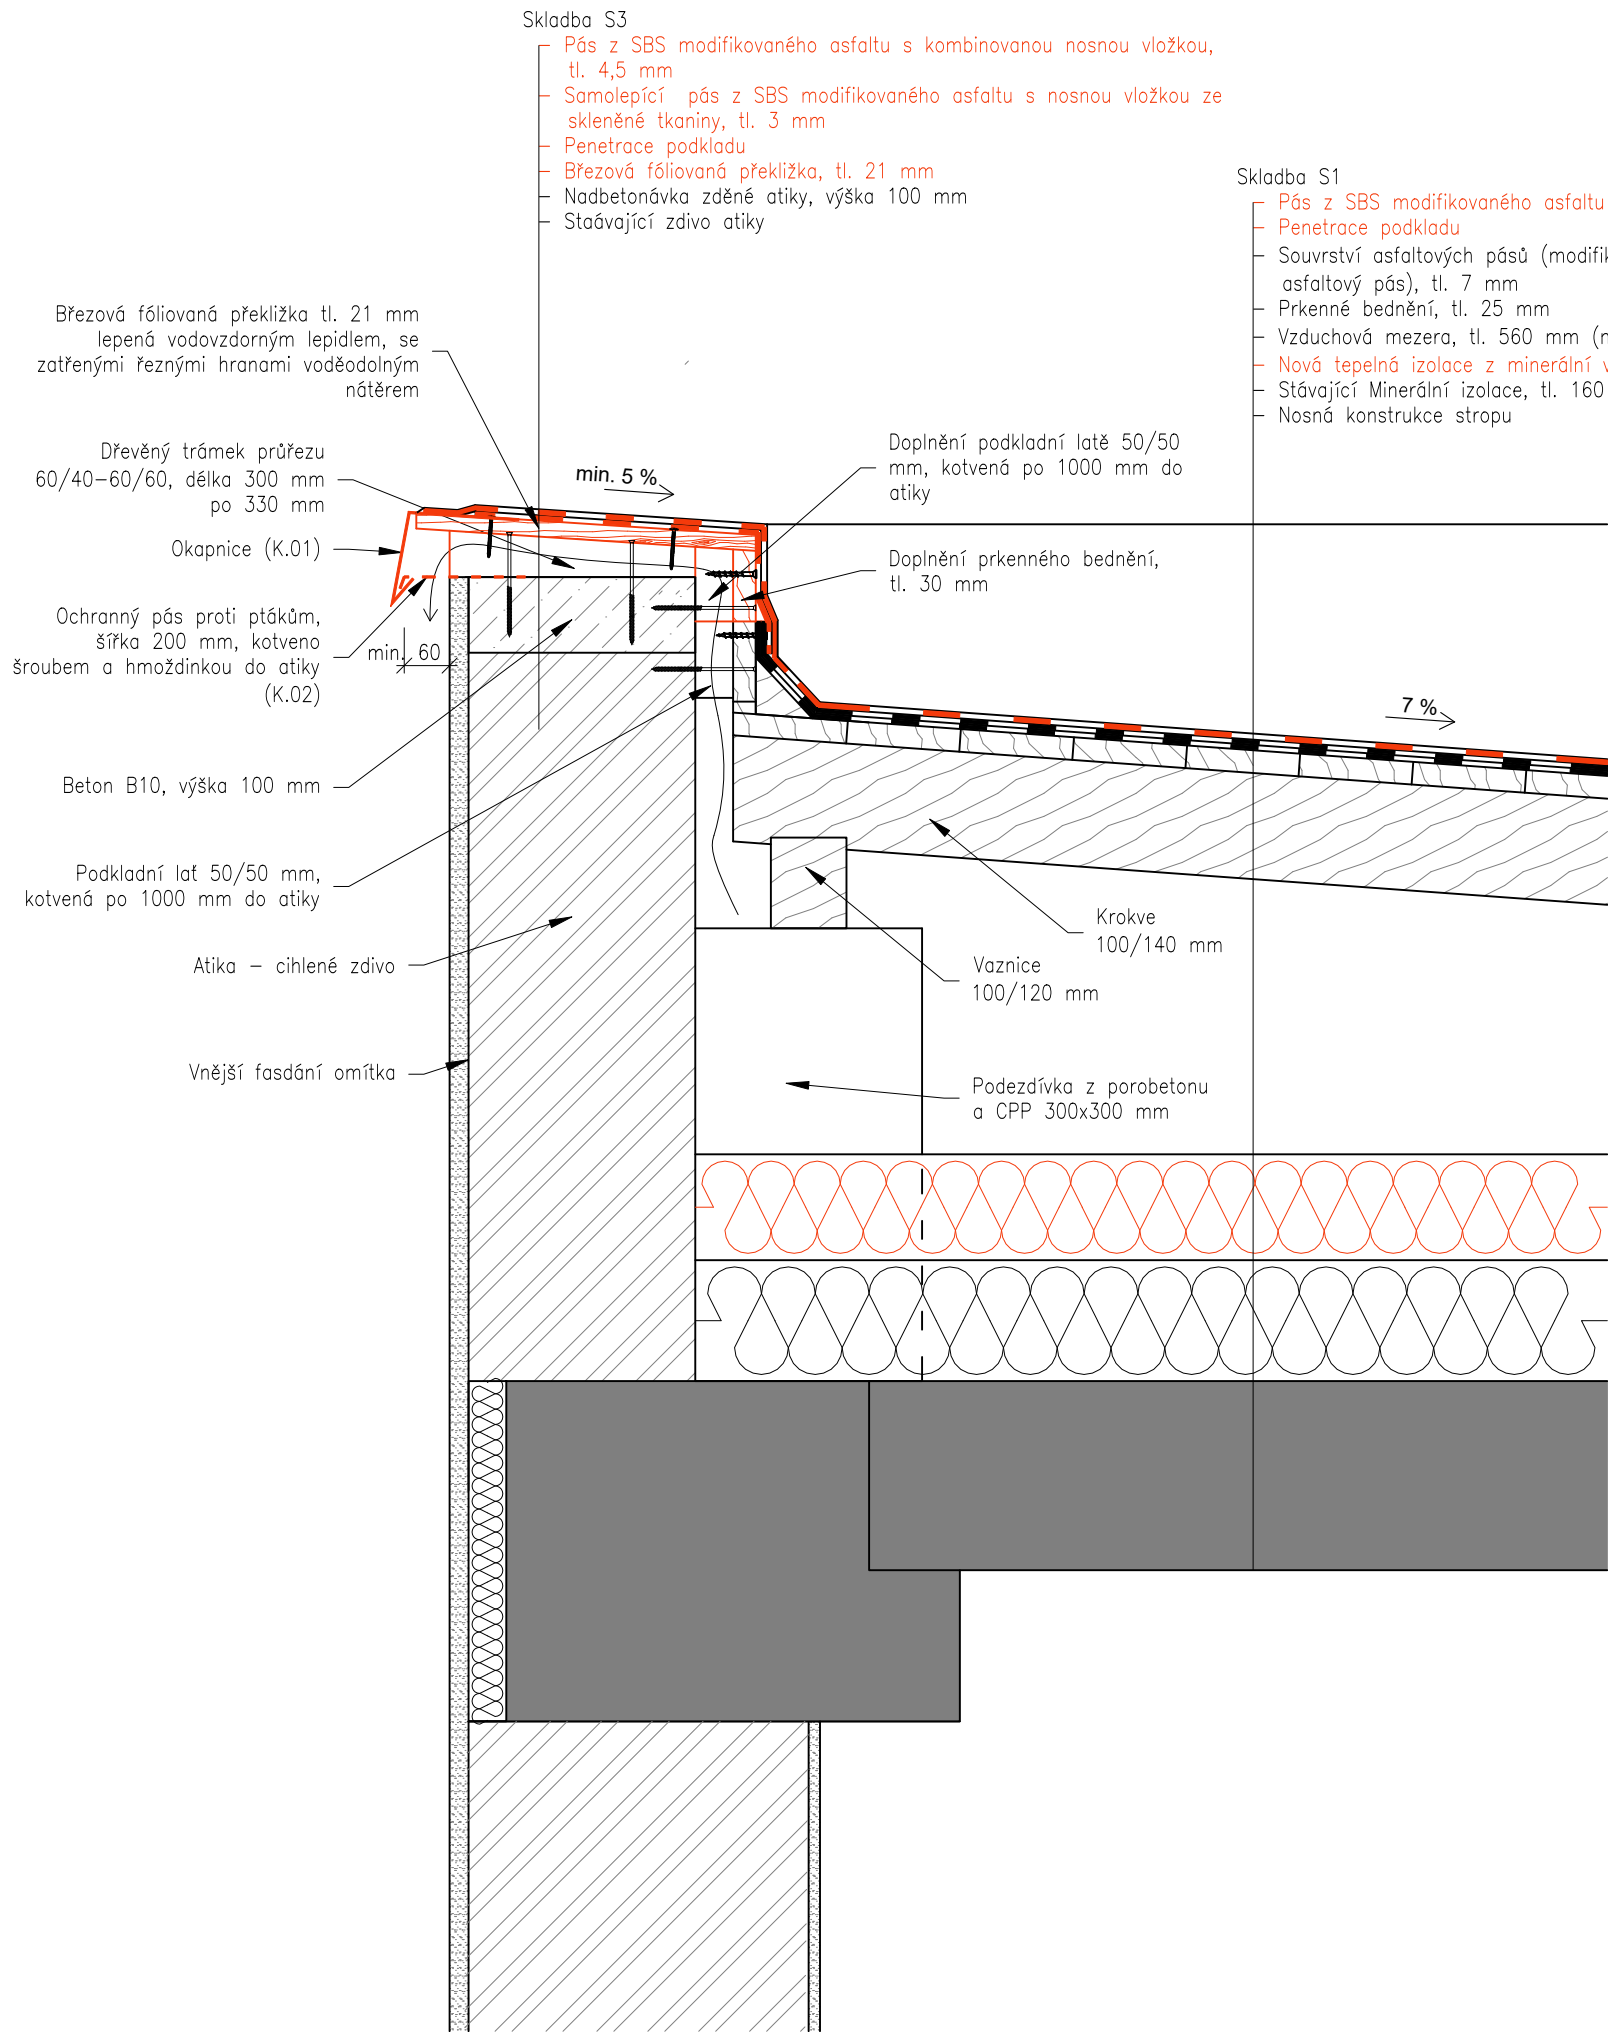 Skladba S3
Pás z SBS modifikovaného asfaltu s kombinovanou nosnou vložkou,
tl. 4,5 mm
Samolepící pás z SBS modifikovaného asfaltu s nosnou vložkou ze
skleněné tkaniny, tl. 3 mm
Penetrace podkladu
Březová fóliovaná překližka, tl. 21 mm
Nadbetonávka zděné atiky, výška 100 mm
Staávající zdivo atiky
Skladba S1
Pás z SBS modifikovaného asfaltu
Penetrace podkladu
Souvrství asfaltových pásů
asfaltový pás), tl. 7 mm
Prkenné bednění, tl. 25 mm
Vzduchová mezera, tl. 560 mm
Nová tepelná izolace z minerální
Stávající Minerální izolace, tl. 160
Nosná konstrukce stropu
Březová fóliovaná překližka tl. 21 mm
lepená vodovzdorným lepidlem, se
zatřenými řeznými hranami voděodolným
nátěrem
Dřevěný trámek průřezu
60/40-60/60, délka 300 mm
po 330 mm
Okapnice (K.01)
Ochranný pás proti ptákům,
šířka 200 mm, kotveno
šroubem a hmoždinkou do atiky
(K.02)
min. 60
Beton B10, výška 100 mm
Podkladní lať 50/50 mm,
kotvená po 1000 mm do atiky
Atika – cihlené zdivo
Vnější fasdání omítka
min. 5 %
Doplnění podkladní latě 50/50
mm, kotvená po 1000 mm do
atiky
Doplnění prkenného bednění,
tl. 30 mm
7 %
Krokve
100/140 mm
Vaznice
100/120 mm
Podezdívka z porobetonu
a CPP 300x300 mm